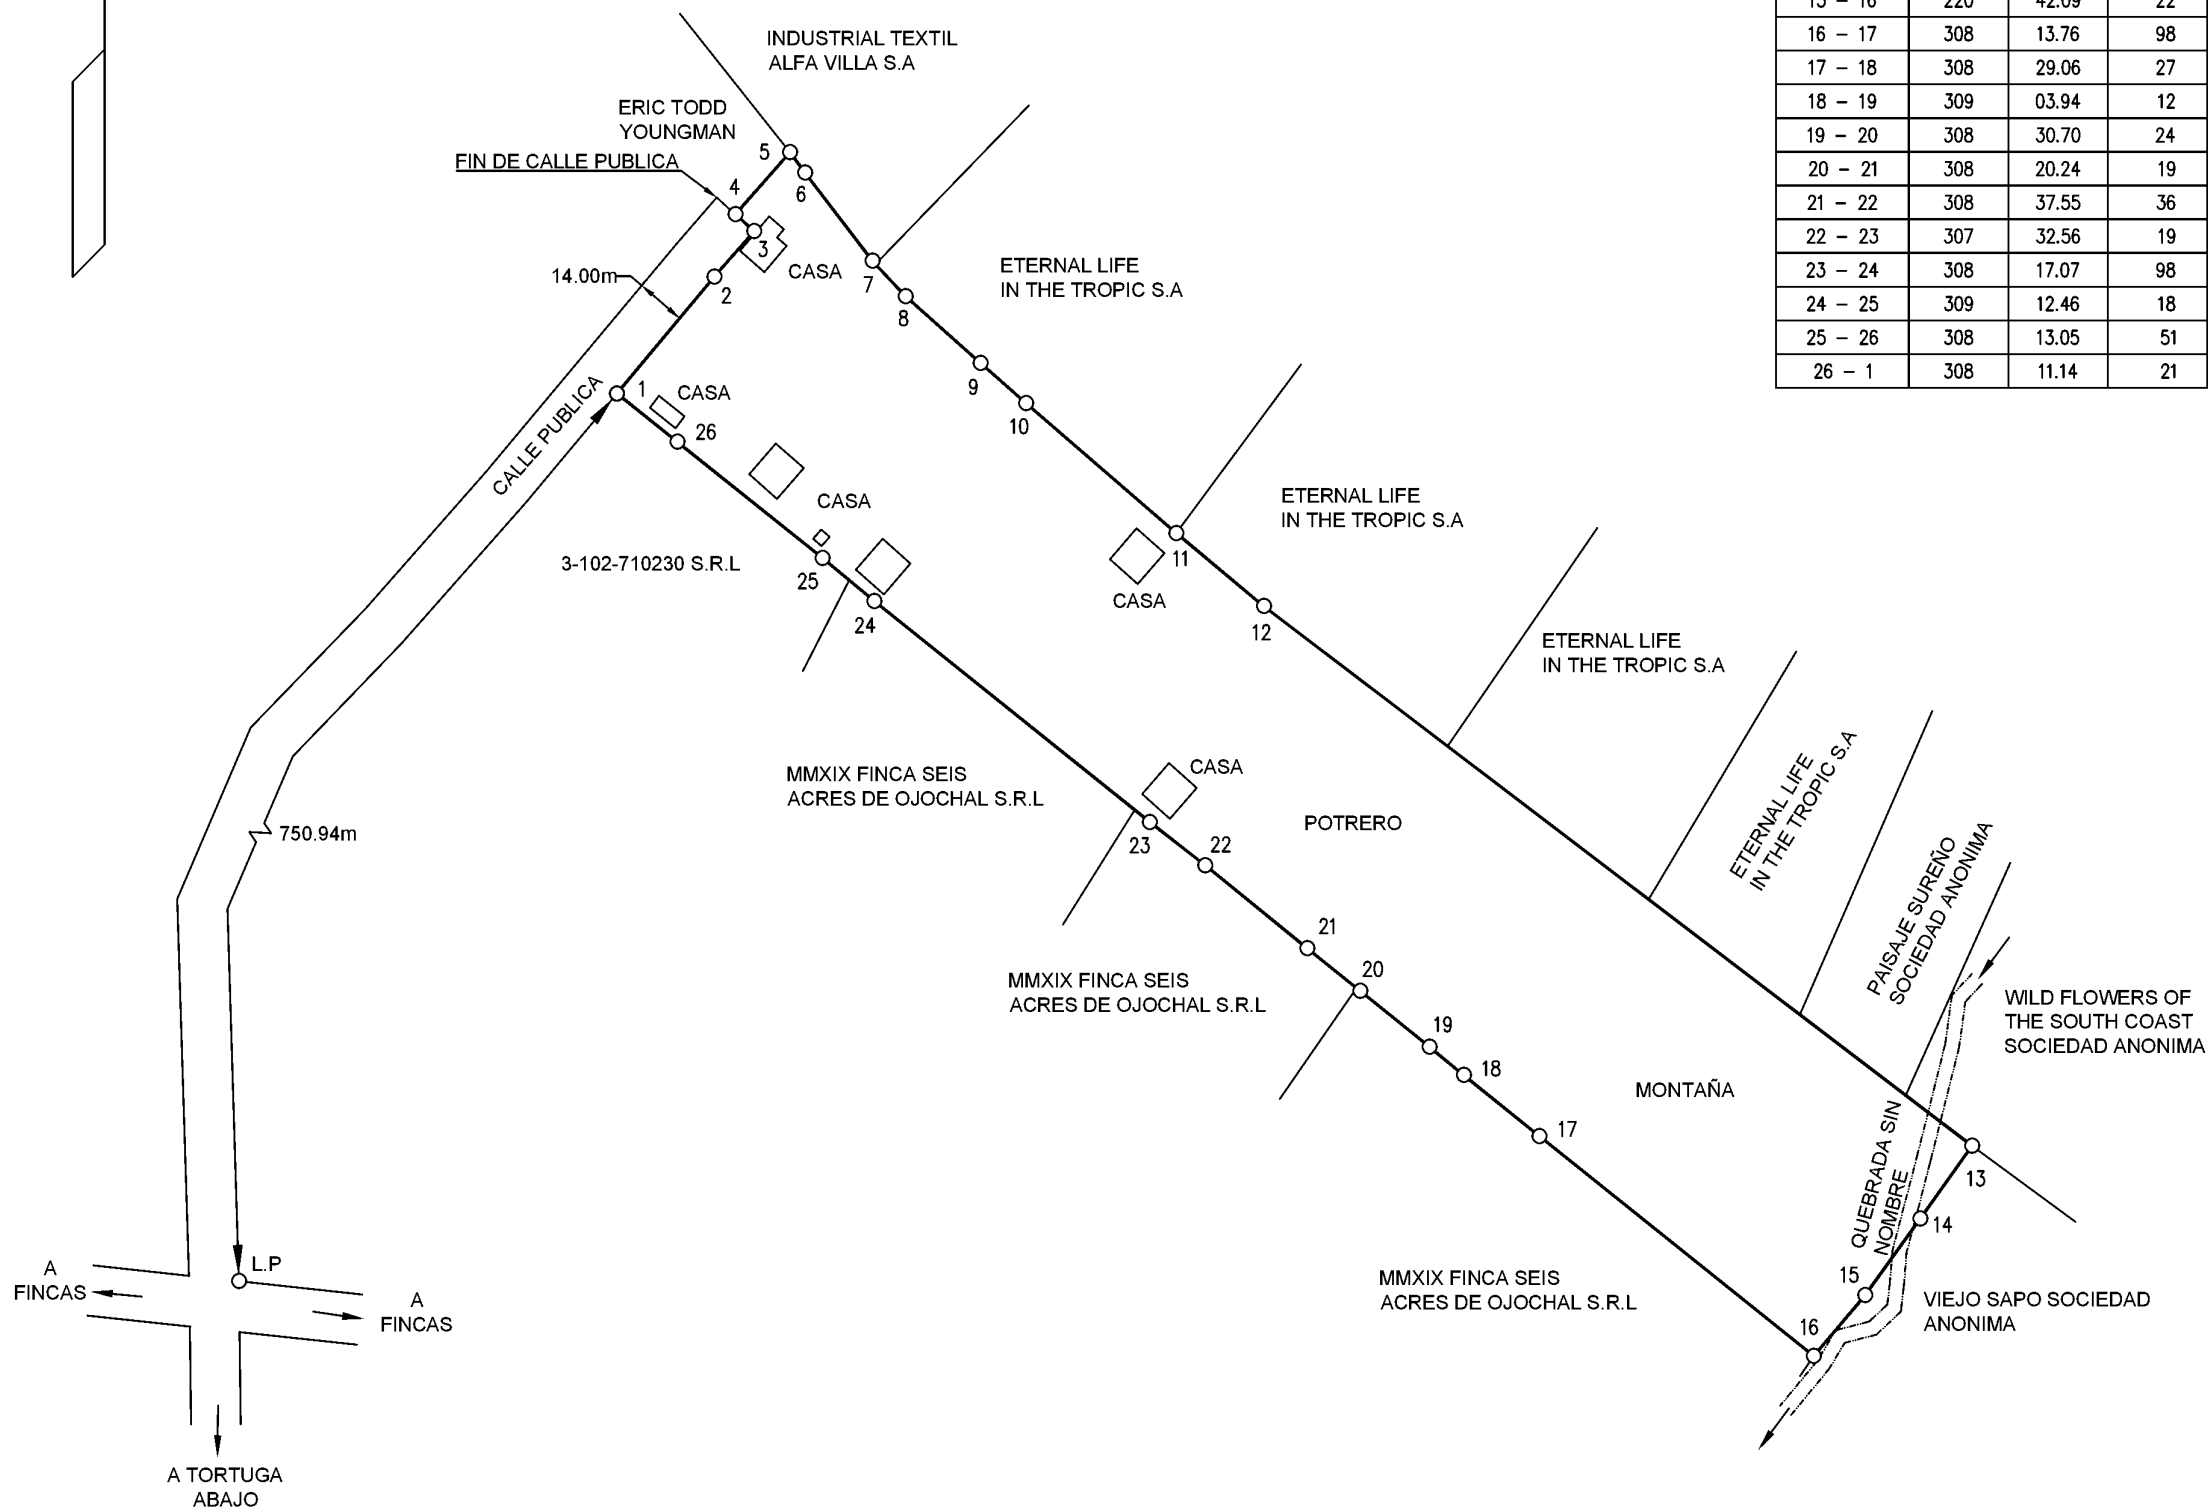 INDUSTRIAL TEXTIL
ALFA VILLA S.A
ERIC TODD
YOUNGMAN
FIN DE CALLE PUBLICA
5
4
6
3
CASA
14.00m
2
7
8
ETERNAL LIFE
IN THE TROPIC S.A
1
CASA
CALLE PUBLICA
26
9
10
CASA
ETERNAL LIFE
IN THE TROPIC S.A
3-102-710230 S.R.L
25
24
11
CASA
12
ETERNAL LIFE
IN THE TROPIC S.A
MMXIX FINCA SEIS
ACRES DE OJOCHAL S.R.L
CASA
750.94m
23
22
POTRERO
ETERNAL LIFE
IN THE TROPIC S.A
PAISAJE SUREÑO
SOCIEDAD ANONIMA
21
20
MMXIX FINCA SEIS
ACRES DE OJOCHAL S.R.L
WILD FLOWERS OF
THE SOUTH COAST
SOCIEDAD ANONIMA
19
18
MONTAÑA
17
QUEBRADA SIN
NOMBRE
13
14
L.P
A
FINCAS
A
FINCAS
MMXIX FINCA SEIS
ACRES DE OJOCHAL S.R.L
15
16
VIEJO SAPO SOCIEDAD
ANONIMA
A TORTUGA
ABAJO
15 - 16 220 42.09 22
16 - 17 308 13.76 98
17 - 18 308 29.06 27
18 - 19 309 03.94 12
19 - 20 308 30.70 24
20 - 21 308 20.24 19
21 - 22 308 37.55 36
22 - 23 307 32.56 19
23 - 24 308 17.07 98
24 - 25 309 12.46 18
25 - 26 308 13.05 51
26 - 1 308 11.14 21